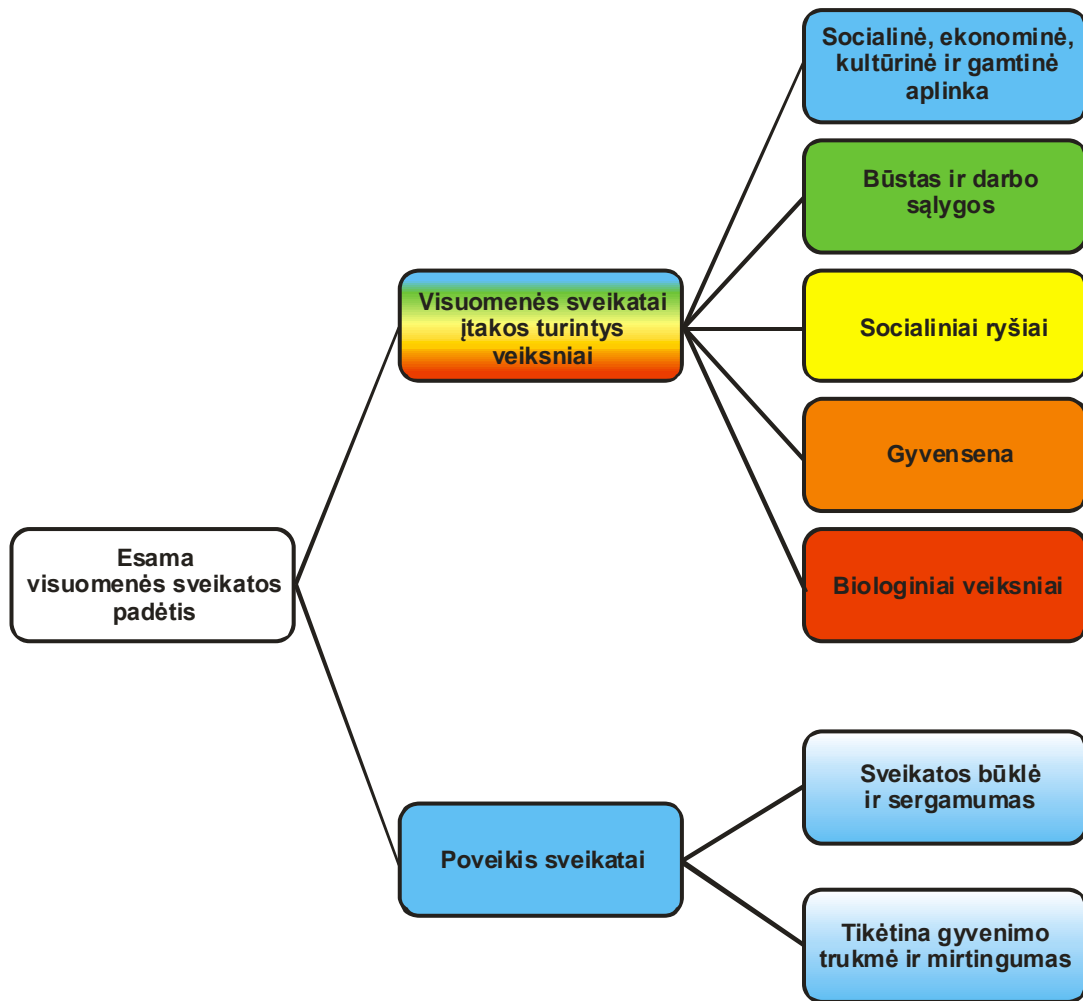 Socialinė, ekonominė,
kultūrinė ir gamtinė
aplinka
Būstas ir darbo
sąlygos
Visuomenės sveikatai
įtakos turintys
veiksniai
Socialiniai ryšiai
Gyvensena
Esama
visuomenės sveikatos
padėtis
Biologiniai veiksniai
Sveikatos būklė
ir sergamumas
Poveikis sveikatai
Tikėtina gyvenimo
trukmė ir mirtingumas